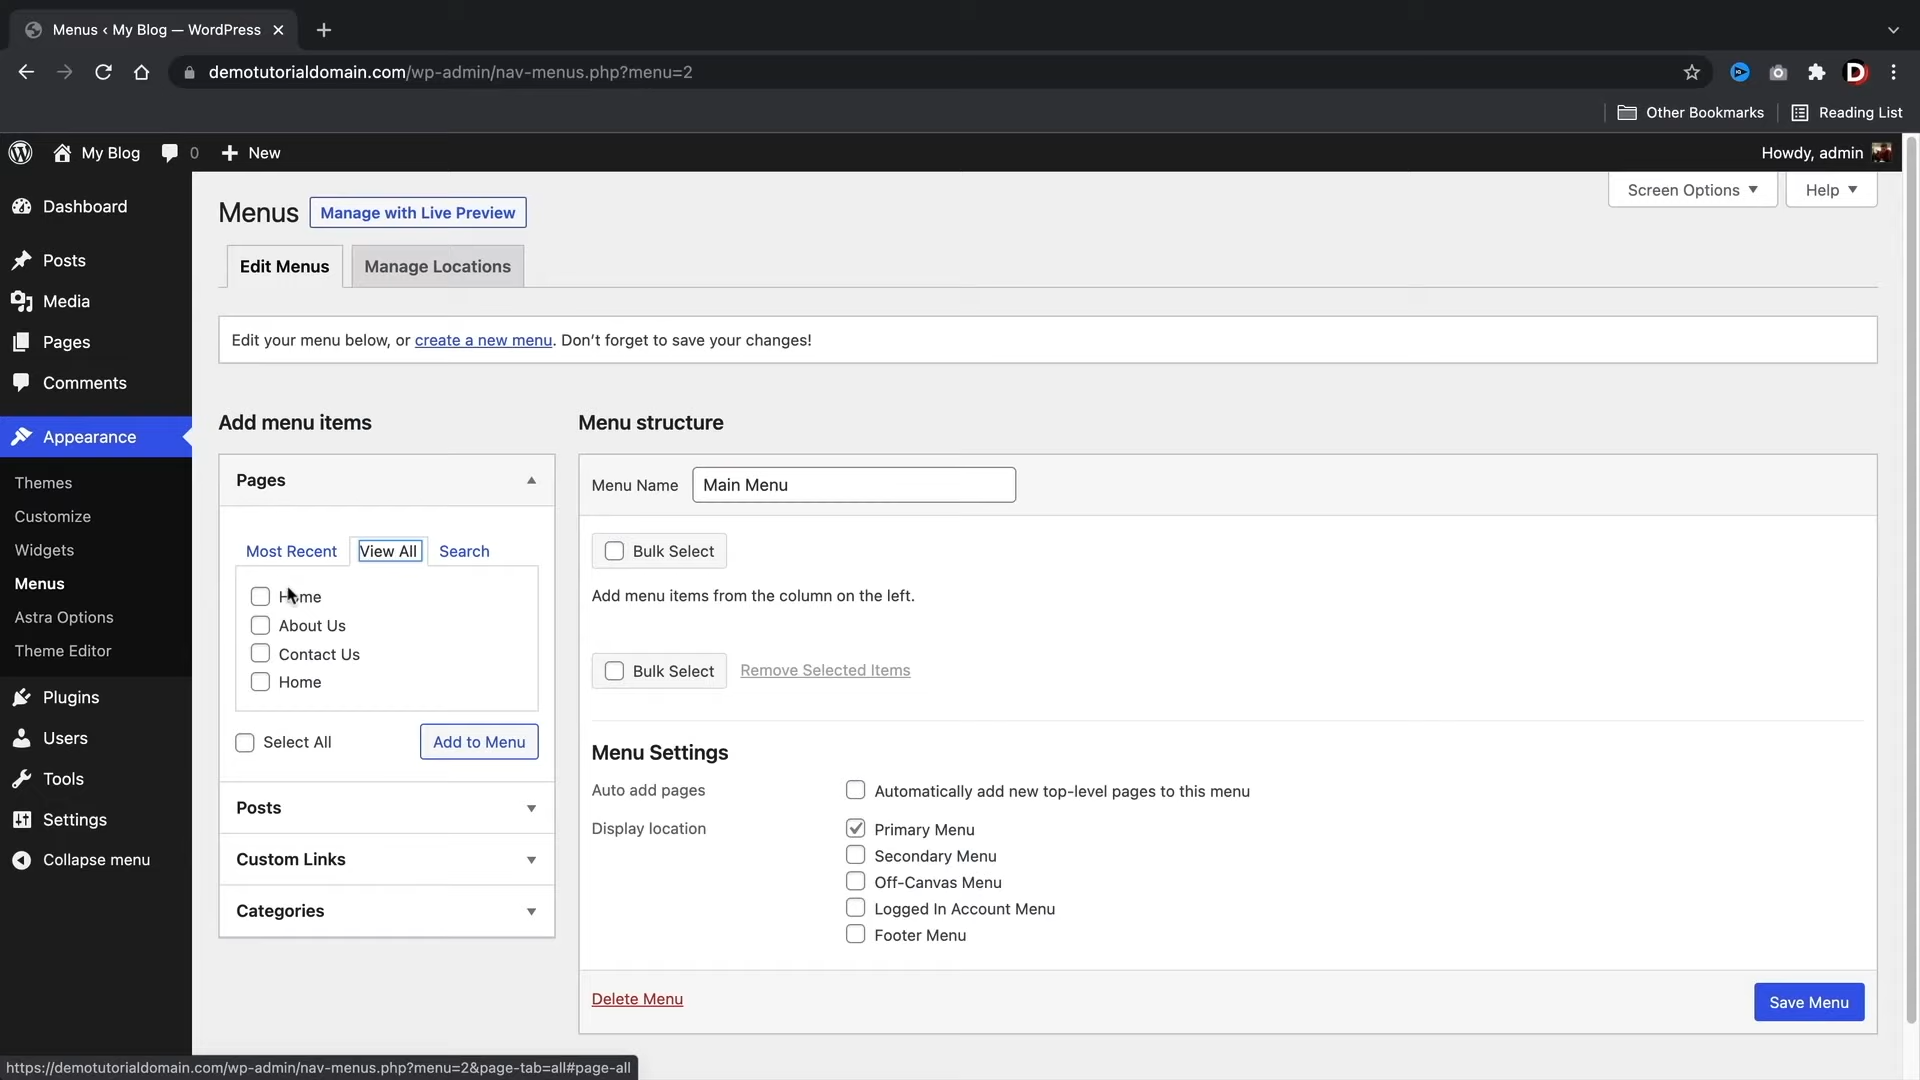 Menus ‹ My Blog — WordPress
demotutorialdomain.com/wp-admin/nav-menus.php?menu=2
Other Bookmarks
Reading List
My Blog
0
New
Howdy, admin
Dashboard
Posts
Media
Pages
Comments
Appearance
Themes
Customize
Widgets
Menus
Astra Options
Theme Editor
Plugins
Users
Tools
Settings
Collapse menu
Screen Options
Help
Menus
Manage with Live Preview
Edit Menus
Manage Locations
Edit your menu below, or create a new menu. Don’t forget to save your changes!
Add menu items
Pages
Most Recent
View All
Search
Home
About Us
Contact Us
Home
Select All
Add to Menu
Posts
Custom Links
Categories
Menu structure
Menu Name
Main Menu
Bulk Select
Add menu items from the column on the left.
Bulk Select
Remove Selected Items
Menu Settings
Auto add pages
Automatically add new top-level pages to this menu
Display location
Primary Menu
Secondary Menu
Off-Canvas Menu
Logged In Account Menu
Footer Menu
Delete Menu
Save Menu
https://demotutorialdomain.com/wp-admin/nav-menus.php?menu=2&page-tab=all#page-all